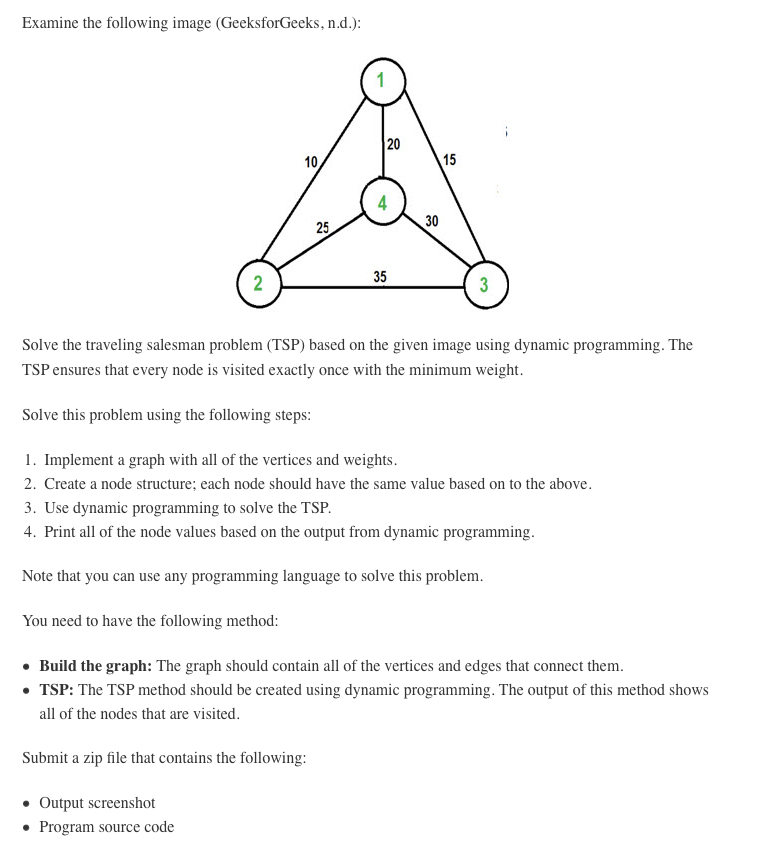 Examine the following image (GeeksforGeeks, n.d.):
1
20
10
15
4
25
30
2
35
3
Solve the traveling salesman problem (TSP) based on the given image using dynamic programming. The
TSP ensures that every node is visited exactly once with the minimum weight.
Solve this problem using the following steps:
1. Implement a graph with all of the vertices and weights.
2. Create a node structure; each node should have the same value based on to the above.
3. Use dynamic programming to solve the TSP.
4. Print all of the node values based on the output from dynamic programming.
Note that you can use any programming language to solve this problem.
You need to have the following method:
• Build the graph: The graph should contain all of the vertices and edges that connect them.
• TSP: The TSP method should be created using dynamic programming. The output of this method shows
all of the nodes that are visited.
Submit a zip file that contains the following:
• Output screenshot
• Program source code